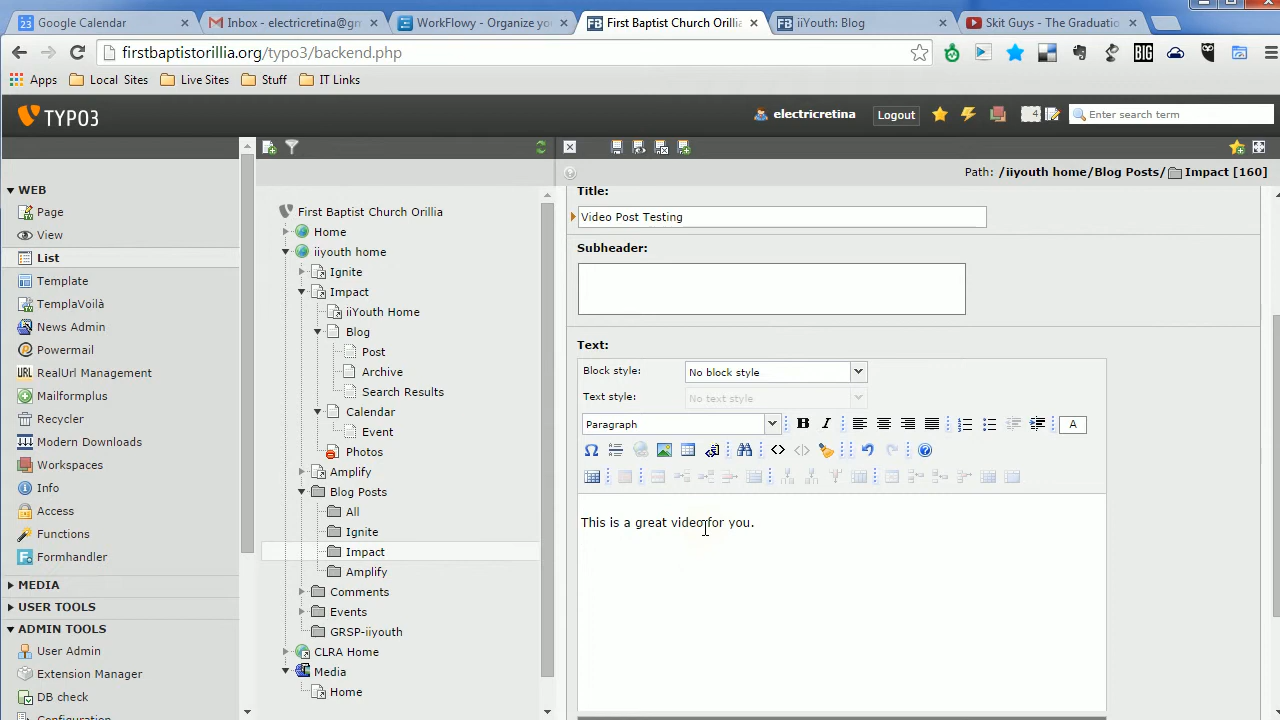 Google Calendar
Inbox - electricretina@gm
WorkFlowy - Organize yo
First Baptist Church Orilli
iiYouth: Blog
Skit Guys - The Graduatio
firstbaptistorillia.org/typo3/backend.php
Apps
Local Sites
Live Sites
Stuff
IT Links
BIG
TYPO3
electricretina
Logout
4
Enter search term
Path: /iiyouth home/Blog Posts/ Impact [160]
WEB
Page
View
List
Template
TemplaVoilà
News Admin
Powermail
URL RealUrl Management
Mailformplus
Recycler
Modern Downloads
Workspaces
Info
Access
Functions
Formhandler
MEDIA
USER TOOLS
ADMIN TOOLS
User Admin
Extension Manager
DB check
Configuration
First Baptist Church Orillia
Home
iiyouth home
Ignite
Impact
iiYouth Home
Blog
Post
Archive
Search Results
Calendar
Event
Photos
Amplify
Blog Posts
All
Ignite
Impact
Amplify
Comments
Events
GRSP-iiyouth
CLRA Home
Media
Home
Title:
Video Post Testing
Subheader:
Text:
Block style: No block style
Text style: No text style
Paragraph B I A
This is a great video for you.